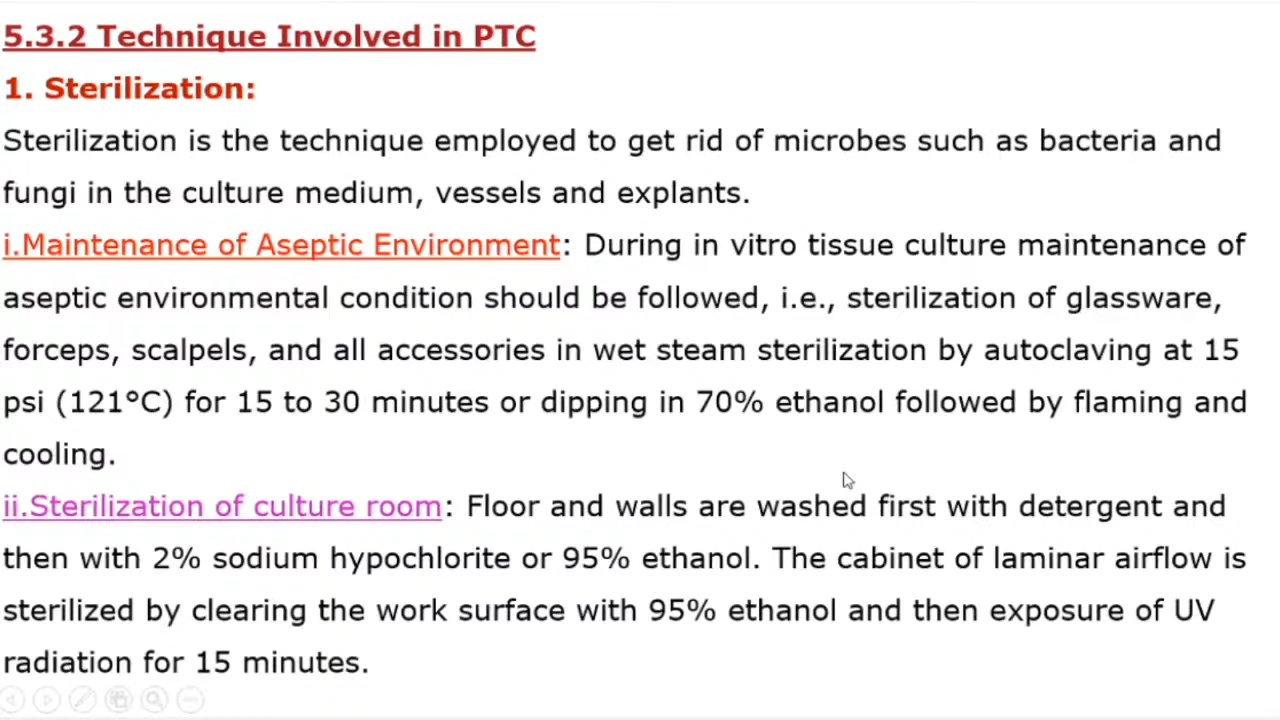 5.3.2 Technique Involved in PTC
1. Sterilization:
Sterilization is the technique employed to get rid of microbes such as bacteria and
fungi in the culture medium, vessels and explants.
i.Maintenance of Aseptic Environment: During in vitro tissue culture maintenance of
aseptic environmental condition should be followed, i.e., sterilization of glassware,
forceps, scalpels, and all accessories in wet steam sterilization by autoclaving at 15
psi (121°C) for 15 to 30 minutes or dipping in 70% ethanol followed by flaming and
cooling.
ii.Sterilization of culture room: Floor and walls are washed first with detergent and
then with 2% sodium hypochlorite or 95% ethanol. The cabinet of laminar airflow is
sterilized by clearing the work surface with 95% ethanol and then exposure of UV
radiation for 15 minutes.